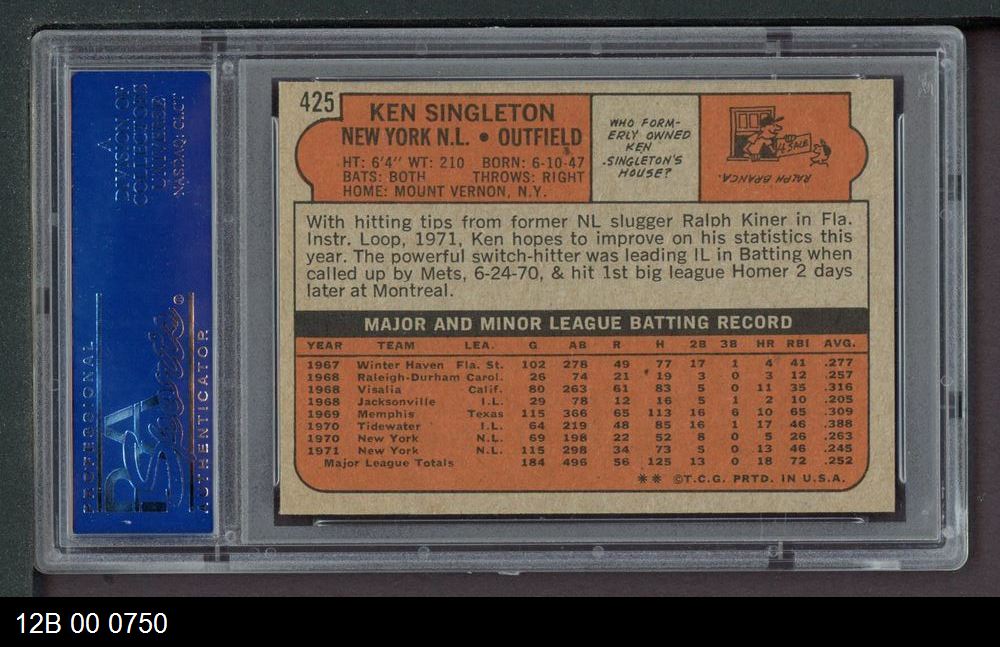 A
DIVISION OF
COLLECTORS
UNIVERSE
NASDAQ: CLCT
PROFESSIONAL
PSA
Sports®
AUTHENTICATOR
425
KEN SINGLETON
NEW YORK N.L. • OUTFIELD
HT: 6'4" WT: 210 BORN: 6-10-47
BATS: BOTH THROWS: RIGHT
HOME: MOUNT VERNON, N.Y.
WHO FORM-
ERLY OWNED
KEN
SINGLETON'S
HOUSE?
4 SALE
RALPH BRANCA.
With hitting tips from former NL slugger Ralph Kiner in Fla.
Instr. Loop, 1971, Ken hopes to improve on his statistics this
year. The powerful switch-hitter was leading IL in Batting when
called up by Mets, 6-24-70, & hit 1st big league Homer 2 days
later at Montreal.
MAJOR AND MINOR LEAGUE BATTING RECORD
YEAR TEAM LEA. G AB R H 2B 3B HR RBI AVG.
1967 Winter Haven Fla. St. 102 278 49 77 17 1 4 41 .277
1968 Raleigh-Durham Carol. 26 74 21 19 3 0 3 12 .257
1968 Visalia Calif. 80 263 61 83 5 0 11 35 .316
1968 Jacksonville I.L. 29 78 12 16 5 1 2 10 .205
1969 Memphis Texas 115 366 65 113 16 6 10 65 .309
1970 Tidewater I.L. 64 219 48 85 16 1 17 46 .388
1970 New York N.L. 69 198 22 52 8 0 5 26 .263
1971 New York N.L. 115 298 34 73 5 0 13 46 .245
Major League Totals 184 496 56 125 13 0 18 72 .252
** ©T.C.G. PRTD. IN U.S.A.
12B 00 0750